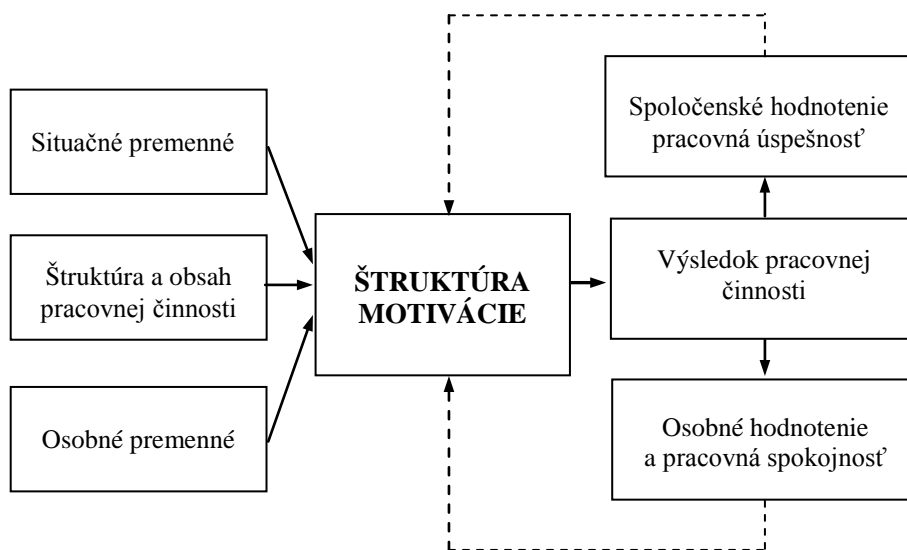 Situačné premenné
Štruktúra a obsah
pracovnej činnosti
Osobné premenné
ŠTRUKTÚRA
MOTIVÁCIE
Spoločenské hodnotenie
pracovná úspešnosť
Výsledok pracovnej
činnosti
Osobné hodnotenie
a pracovná spokojnosť